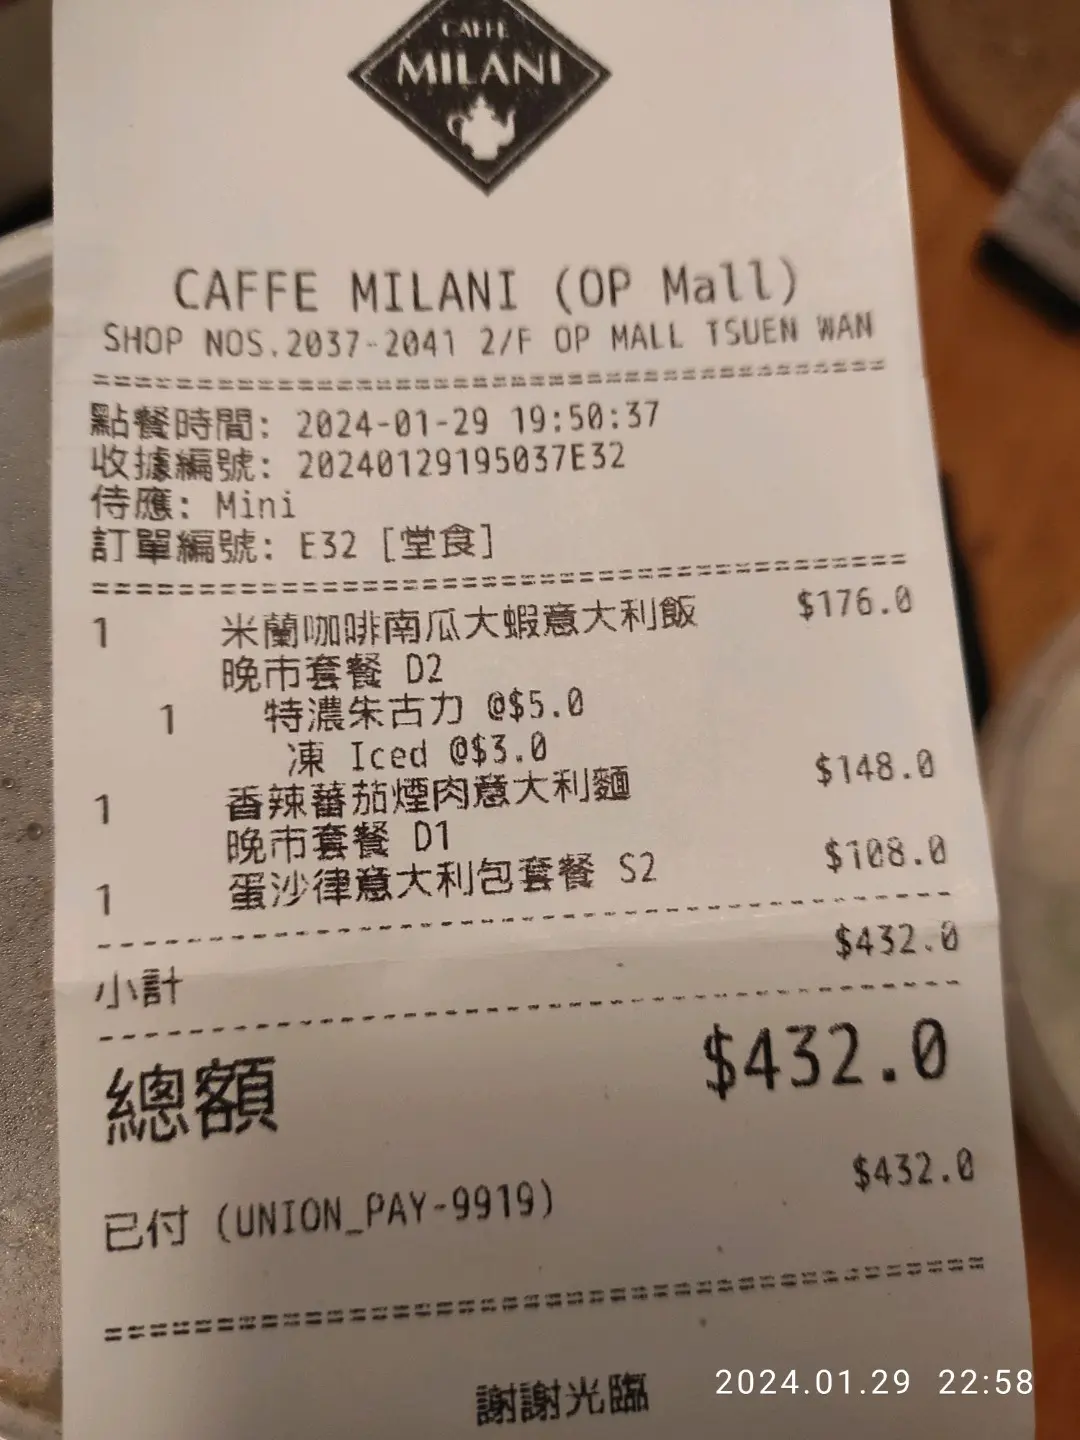 CAFFE
MILANI
CAFFE MILANI (OP Mall)
SHOP NOS.2037-2041 2/F OP MALL TSUEN WAN
================================================
點餐時間: 2024-01-29 19:50:37
收據編號: 20240129195037E32
侍應: Mini
訂單編號: E32 [堂食]
================================================
1 米蘭咖啡南瓜大蝦意大利飯 $176.0
晚市套餐 D2
1 特濃朱古力 @$5.0
凍 Iced @$3.0
1 香辣蕃茄煙肉意大利麵 $148.0
晚市套餐 D1
1 蛋沙律意大利包套餐 S2 $108.0
------------------------------------------------
小計 $432.0
------------------------------------------------
總額 $432.0
已付 (UNION_PAY-9919) $432.0
================================================
謝謝光臨
2024.01.29 22:58